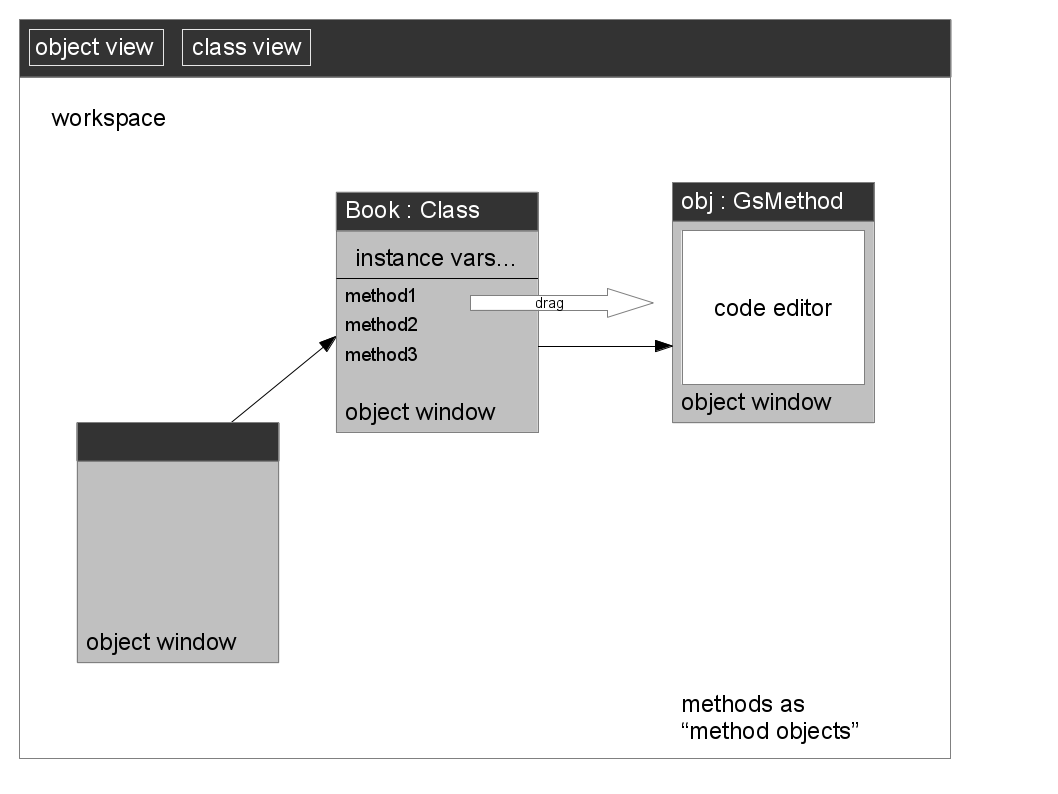 object view
class view
workspace
Book : Class
instance vars...
method1
method2
method3
object window
drag
obj : GsMethod
code editor
object window
object window
methods as
“method objects”